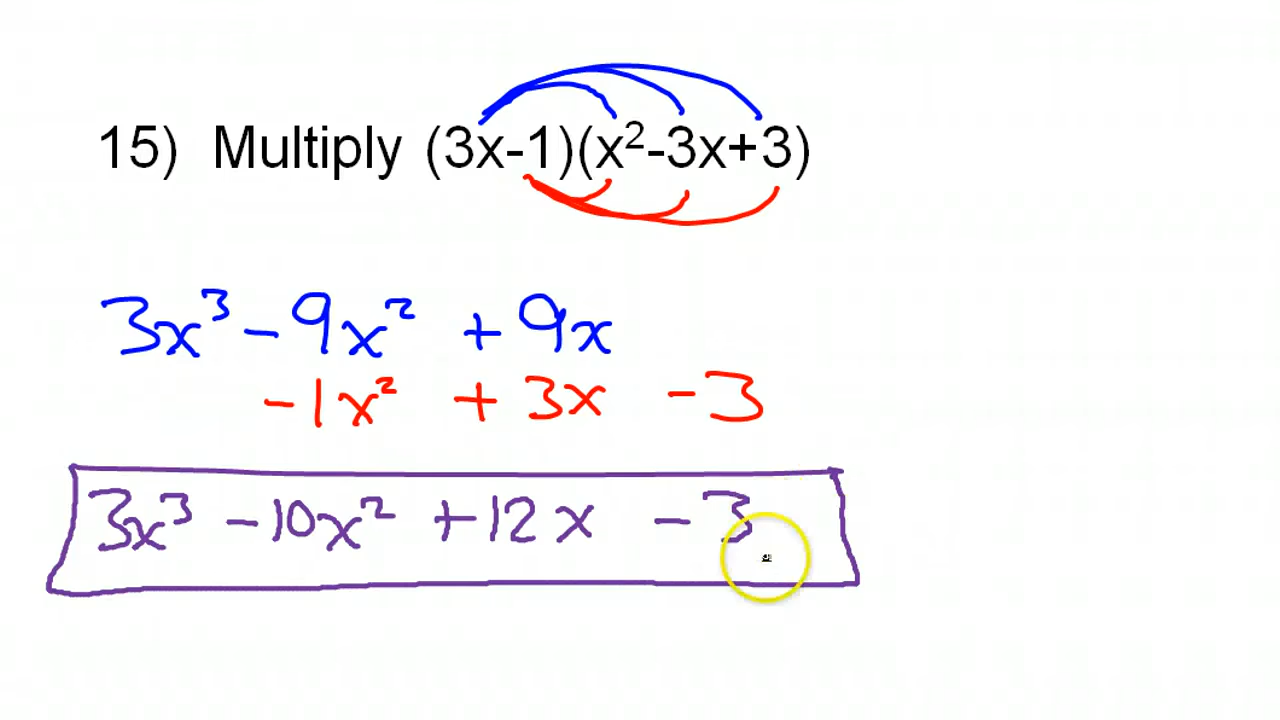 15) Multiply (3x-1)(x²-3x+3)
3x³ - 9x² + 9x
- 1x² + 3x - 3
3x³ - 10x² + 12x - 3